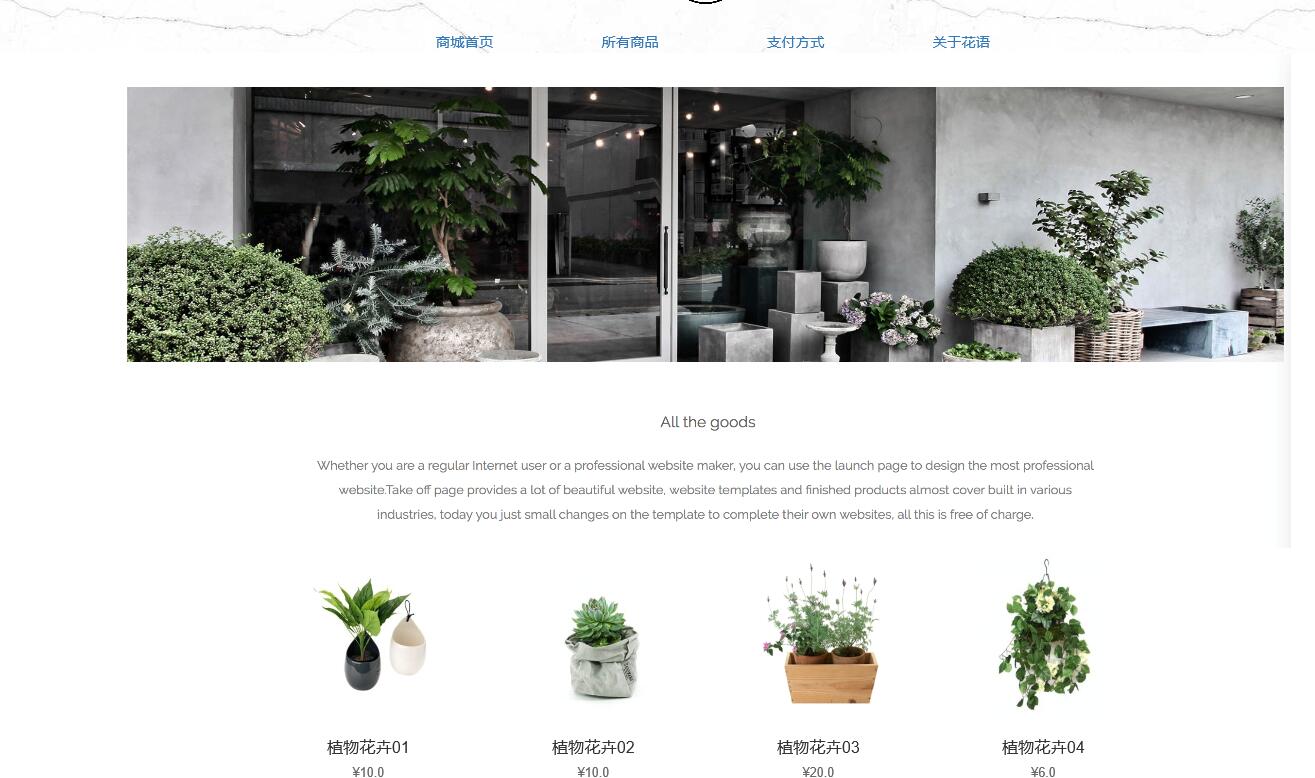 商城首页 所有商品 支付方式 关于花语
All the goods
Whether you are a regular Internet user or a professional website maker, you can use the launch page to design the most professional
website.Take off page provides a lot of beautiful website, website templates and finished products almost cover built in various
industries, today you just small changes on the template to complete their own websites, all this is free of charge.
植物花卉01 植物花卉02 植物花卉03 植物花卉04
¥10.0 ¥10.0 ¥20.0 ¥6.0